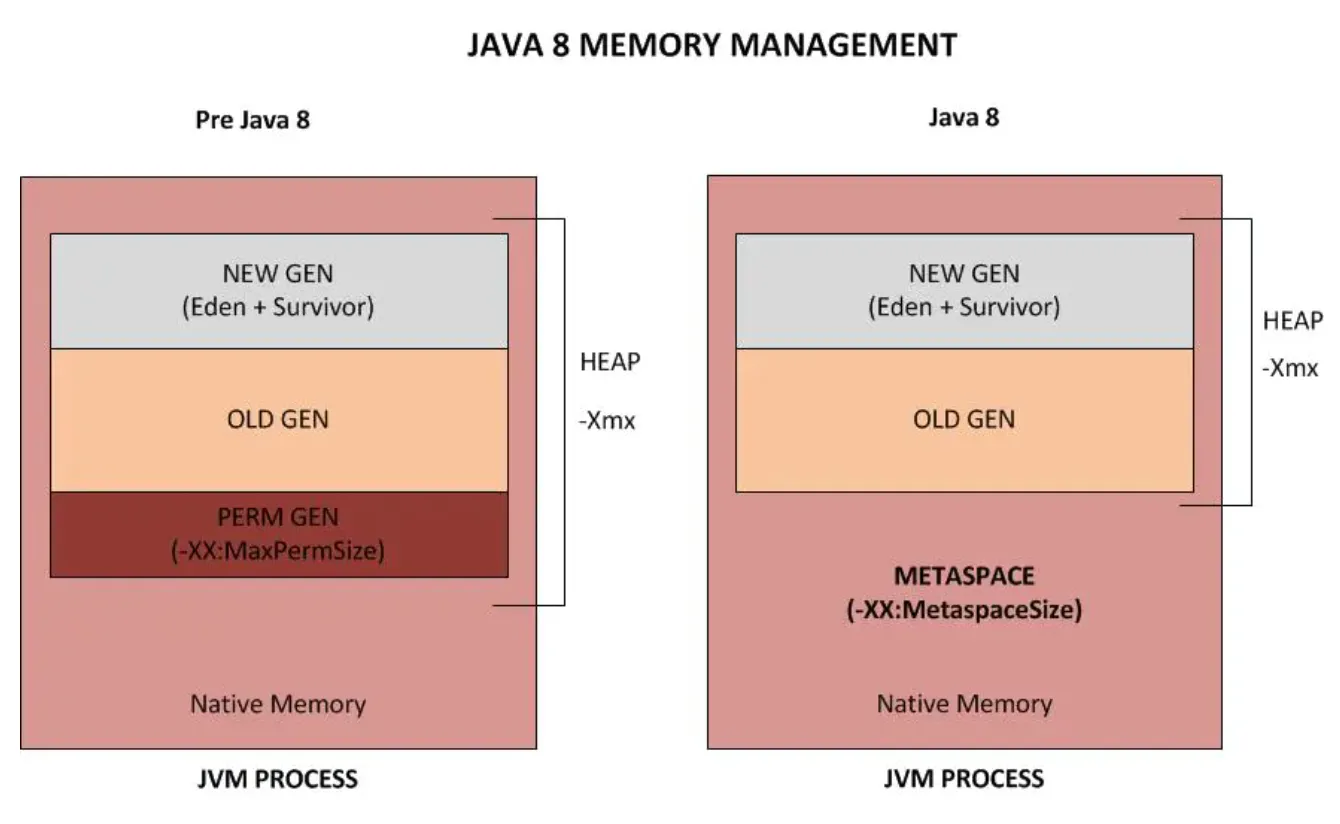 JAVA 8 MEMORY MANAGEMENT
Pre Java 8
NEW GEN
(Eden + Survivor)
OLD GEN
PERM GEN
(-XX:MaxPermSize)
Native Memory
HEAP
-Xmx
JVM PROCESS
Java 8
NEW GEN
(Eden + Survivor)
OLD GEN
METASPACE
(-XX:MetaspaceSize)
Native Memory
HEAP
-Xmx
JVM PROCESS